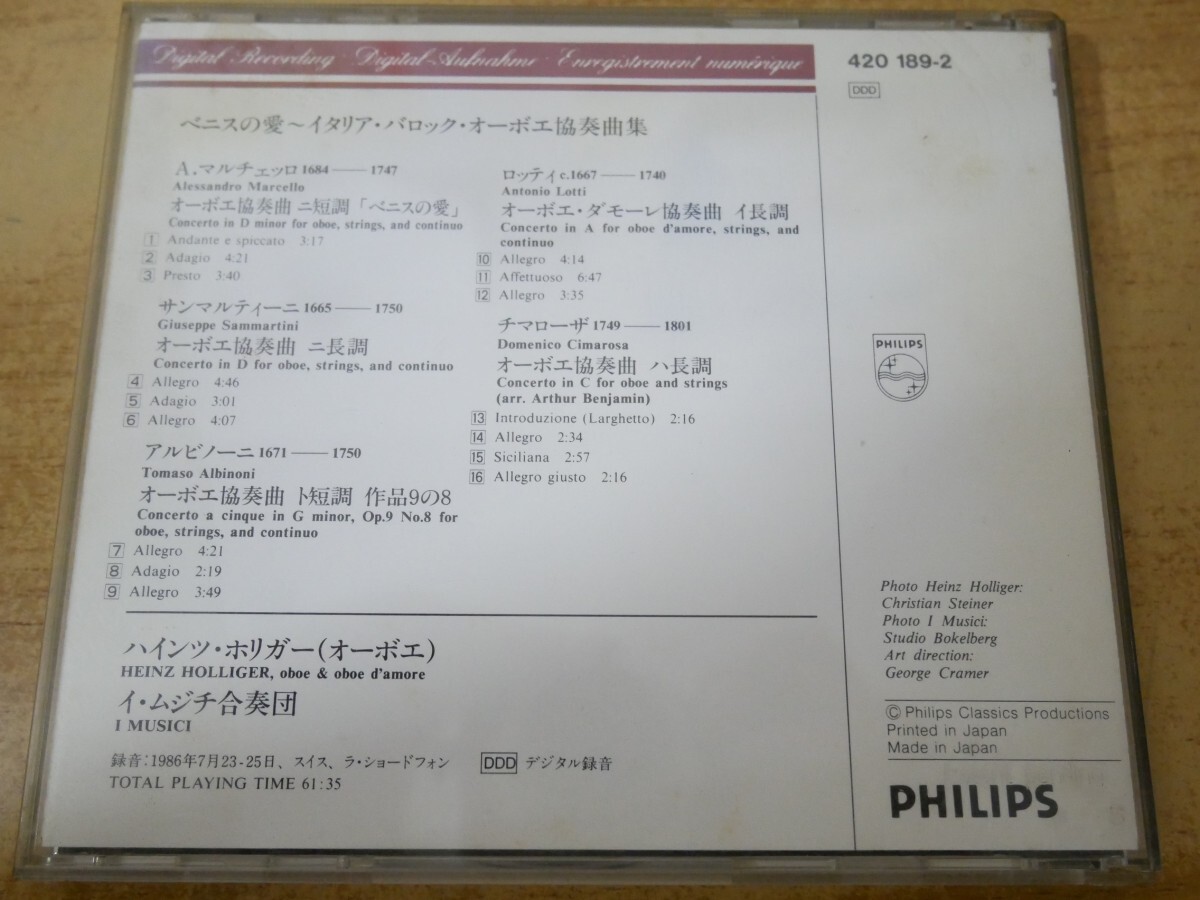 Digital Recording · Digital-Aufnahme · Enregistrement numérique
420 189-2
DDD
ベニスの愛～イタリア・バロック・オーボエ協奏曲集
A.マルチェッロ 1684——1747
Alessandro Marcello
オーボエ協奏曲 ニ短調「ベニスの愛」
Concerto in D minor for oboe, strings, and continuo
1 Andante e spiccato 3:17
2 Adagio 4:21
3 Presto 3:40
サンマルティーニ 1665——1750
Giuseppe Sammartini
オーボエ協奏曲 ニ長調
Concerto in D for oboe, strings, and continuo
4 Allegro 4:46
5 Adagio 3:01
6 Allegro 4:07
アルビノーニ 1671——1750
Tomaso Albinoni
オーボエ協奏曲 ト短調 作品9の8
Concerto a cinque in G minor, Op.9 No.8 for
oboe, strings, and continuo
7 Allegro 4:21
8 Adagio 2:19
9 Allegro 3:49
ロッティ c.1667——1740
Antonio Lotti
オーボエ・ダモーレ協奏曲 イ長調
Concerto in A for oboe d'amore, strings, and
continuo
10 Allegro 4:14
11 Affettuoso 6:47
12 Allegro 3:35
チマローザ 1749——1801
Domenico Cimarosa
オーボエ協奏曲 ハ長調
Concerto in C for oboe and strings
(arr. Arthur Benjamin)
13 Introduzione (Larghetto) 2:16
14 Allegro 2:34
15 Siciliana 2:57
16 Allegro giusto 2:16
ハインツ・ホリガー(オーボエ)
HEINZ HOLLIGER, oboe & oboe d'amore
イ・ムジチ合奏団
I MUSICI
録音:1986年7月23-25日、スイス、ラ・ショードフォン DDD デジタル録音
TOTAL PLAYING TIME 61:35
PHILIPS
Photo Heinz Holliger:
Christian Steiner
Photo I Musici:
Studio Bokelberg
Art direction:
George Cramer
© Philips Classics Productions
Printed in Japan
Made in Japan
PHILIPS